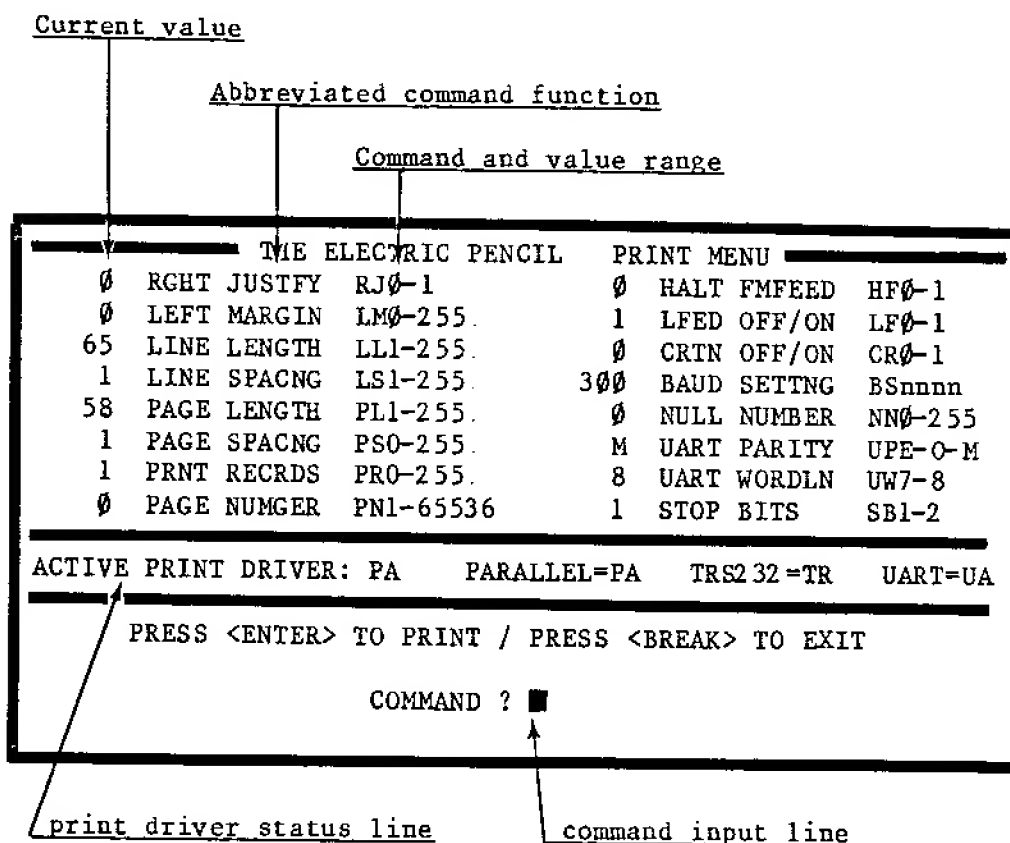 Current value
Abbreviated command function
Command and value range
THE ELECTRIC PENCIL PRINT MENU
Ø RGHT JUSTFY RJØ-1 Ø HALT FMFEED HFØ-1
Ø LEFT MARGIN LMØ-255. 1 LFED OFF/ON LFØ-1
65 LINE LENGTH LL1-255. Ø CRTN OFF/ON CRØ-1
1 LINE SPACNG LS1-255. 3ØØ BAUD SETTNG BSnnnn
58 PAGE LENGTH PL1-255. Ø NULL NUMBER NNØ-255
1 PAGE SPACNG PS0-255. M UART PARITY UPE-O-M
1 PRNT RECRDS PR0-255. 8 UART WORDLN UW7-8
Ø PAGE NUMGER PN1-65536 1 STOP BITS SB1-2
ACTIVE PRINT DRIVER: PA PARALLEL=PA TRS232=TR UART=UA
PRESS <ENTER> TO PRINT / PRESS <BREAK> TO EXIT
COMMAND ?
print driver status line
command input line